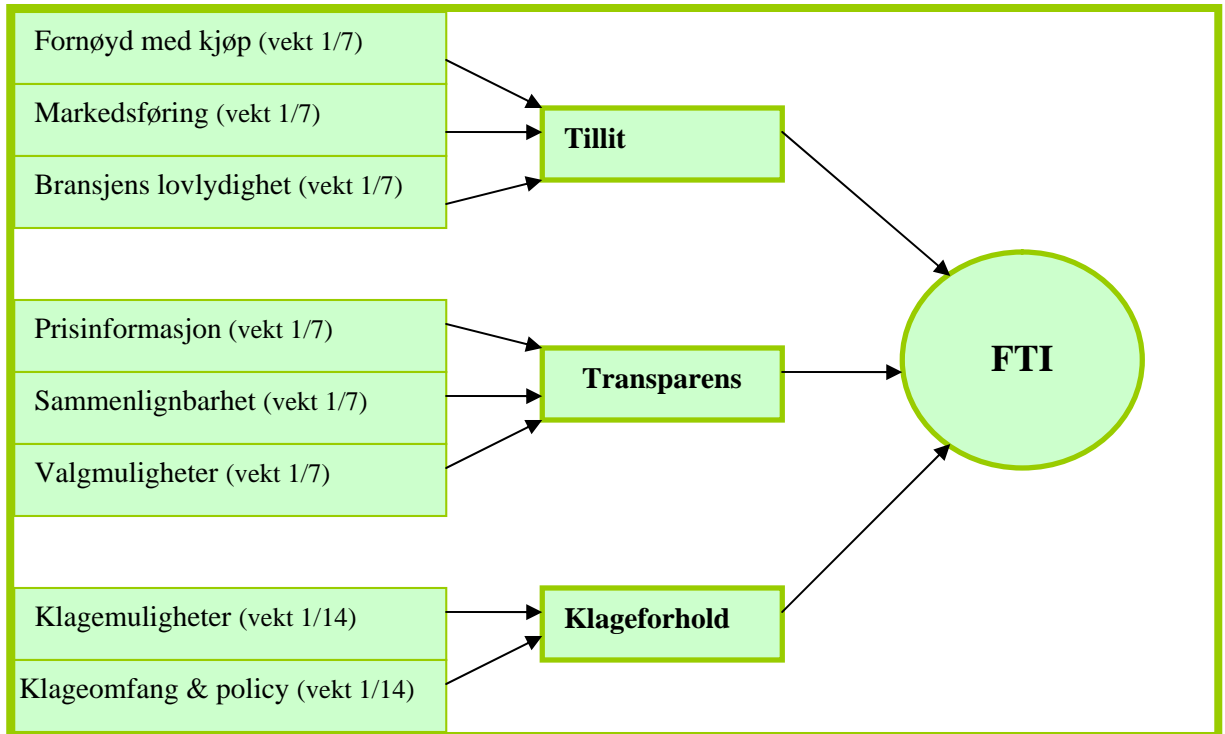 Fornøyd med kjøp (vekt 1/7)
Markedsføring (vekt 1/7)
Bransjens lovlydighet (vekt 1/7)
Tillit
Prisinformasjon (vekt 1/7)
Sammenlignbarhet (vekt 1/7)
Valgmuligheter (vekt 1/7)
Transparens
Klagemuligheter (vekt 1/14)
Klageomfang & policy (vekt 1/14)
Klageforhold
FTI